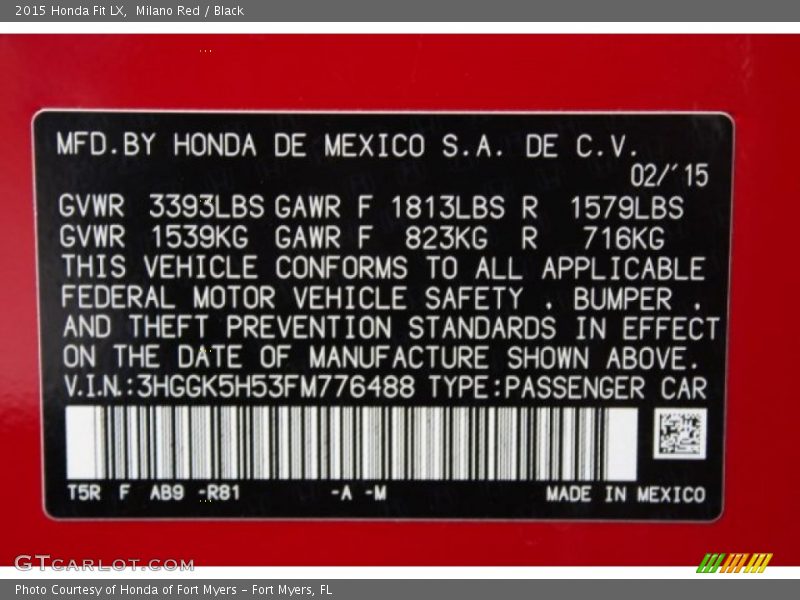 2015 Honda Fit LX, Milano Red / Black
MFD.BY HONDA DE MEXICO S.A. DE C.V.
02/'15
GVWR 3393LBS GAWR F 1813LBS R 1579LBS
GVWR 1539KG GAWR F 823KG R 716KG
THIS VEHICLE CONFORMS TO ALL APPLICABLE
FEDERAL MOTOR VEHICLE SAFETY , BUMPER ,
AND THEFT PREVENTION STANDARDS IN EFFECT
ON THE DATE OF MANUFACTURE SHOWN ABOVE.
V.I.N.:3HGGK5H53FM776488 TYPE:PASSENGER CAR
T5R F AB9 -R81 -A -M MADE IN MEXICO
GTCARLOT.COM
Photo Courtesy of Honda of Fort Myers - Fort Myers, FL